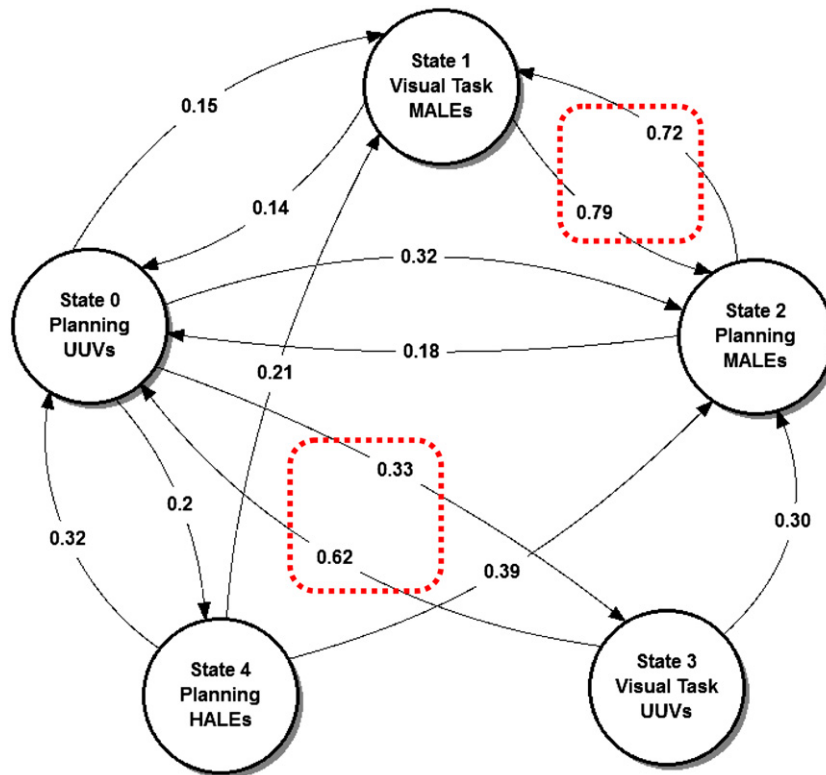 State 1
Visual Task
MALEs
0.15
0.72
0.14
0.79
0.32
State 0
Planning
UUVs
State 2
Planning
MALEs
0.18
0.21
0.33
0.2
0.32
0.62
0.39
0.30
State 4
Planning
HALEs
State 3
Visual Task
UUVs